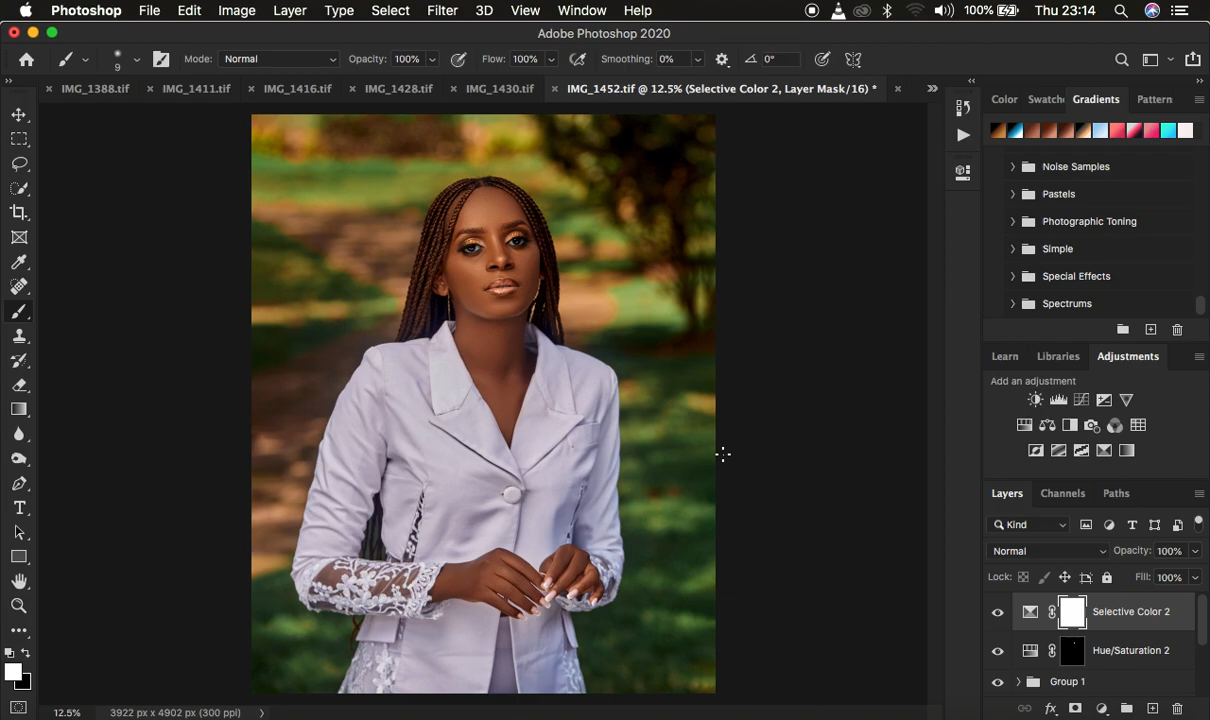 Photoshop File Edit Image Layer Type Select Filter 3D View Window Help 100% Thu 23:14
Adobe Photoshop 2020
9 Mode: Normal Opacity: 100% Flow: 100% Smoothing: 0% 0°
IMG_1388.tif IMG_1411.tif IMG_1416.tif IMG_1428.tif IMG_1430.tif IMG_1452.tif @ 12.5% (Selective Color 2, Layer Mask/16) *
Color Swatche Gradients Pattern
Noise Samples
Pastels
Photographic Toning
Simple
Special Effects
Spectrums
Learn Libraries Adjustments
Add an adjustment
Layers Channels Paths
Kind
Normal Opacity: 100%
Lock: Fill: 100%
Selective Color 2
Hue/Saturation 2
Group 1
fx
12.5% 3922 px x 4902 px (300 ppi)